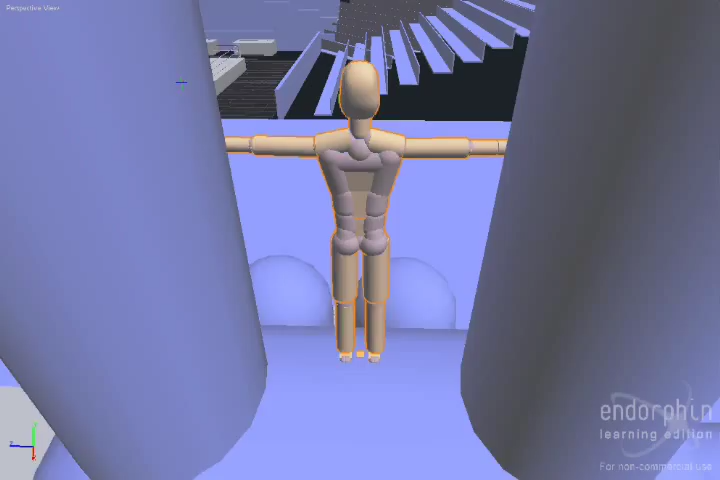 Perspective View
endorphin
learning edition
For non-commercial use